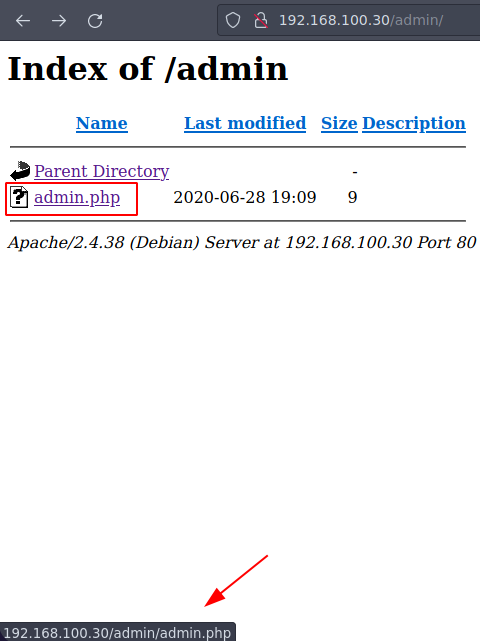 192.168.100.30/admin/
Index of /admin
Name Last modified Size Description
Parent Directory -
admin.php 2020-06-28 19:09 9
Apache/2.4.38 (Debian) Server at 192.168.100.30 Port 80
192.168.100.30/admin/admin.php